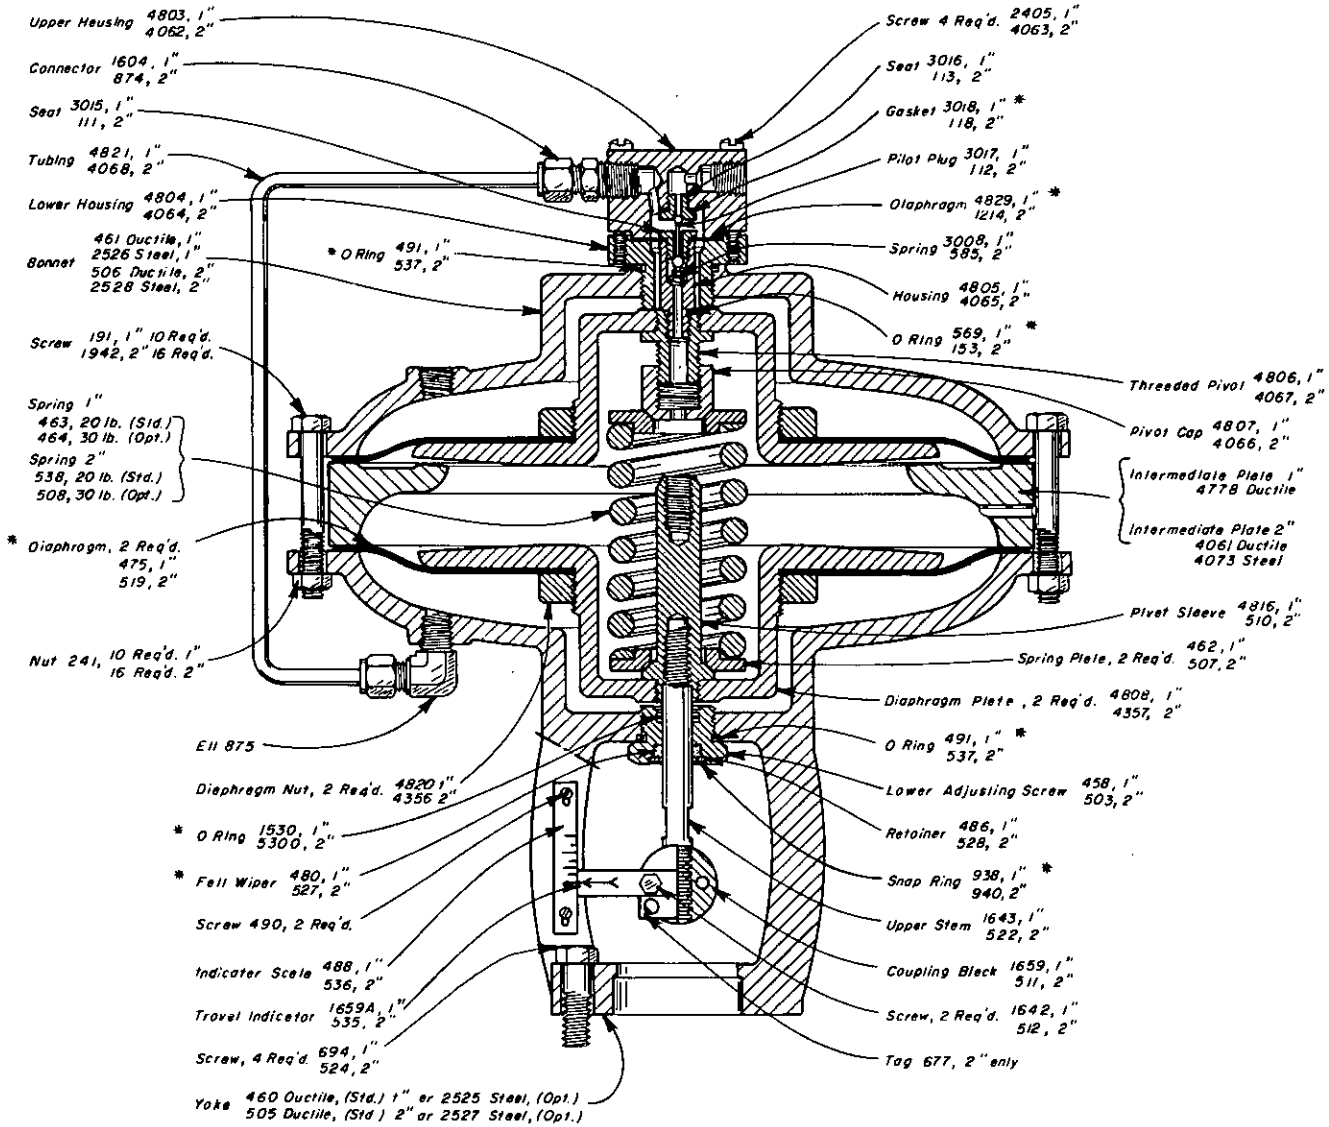 Upper Housing 4803, 1"
4062, 2"
Connector 1604, 1"
874, 2"
Seat 3015, 1"
111, 2"
Tubing 4821, 1"
4068, 2"
Lower Housing 4804, 1"
4064, 2"
461 Ductile, 1"
Bonnet 2526 Steel, 1"
506 Ductile, 2"
2528 Steel, 2"
* O Ring 491, 1"
537, 2"
Screw 191, 1" 10 Req'd.
1942, 2" 16 Req'd.
Spring 1"
463, 20 lb. (Std.)
464, 30 lb. (Opt.)
Spring 2"
538, 20 lb. (Std.)
508, 30 lb. (Opt.)
* Diaphragm, 2 Req'd.
475, 1"
519, 2"
Nut 241, 10 Req'd. 1"
16 Req'd. 2"
Ell 875
Diaphragm Nut, 2 Req'd. 4820 1"
4356 2"
* O Ring 1530, 1"
5300, 2"
* Felt Wiper 480, 1"
527, 2"
Screw 490, 2 Req'd.
Indicator Scale 488, 1"
536, 2"
Travel Indicator 1659A, 1"
535, 2"
Screw, 4 Req'd. 694, 1"
524, 2"
Yoke 460 Ductile, (Std.) 1" or 2525 Steel, (Opt.)
505 Ductile, (Std.) 2" or 2527 Steel, (Opt.)
Screw 4 Req'd. 2405, 1"
4063, 2"
Seat 3016, 1"
113, 2"
Gasket 3018, 1" *
118, 2"
Pilot Plug 3017, 1"
112, 2"
Diaphragm 4829, 1" *
1214, 2"
Spring 3008, 1"
585, 2"
Housing 4805, 1"
4065, 2"
O Ring 569, 1" *
153, 2"
Threaded Pivot 4806, 1"
4067, 2"
Pivot Cap 4807, 1"
4066, 2"
Intermediate Plate 1"
4778 Ductile
Intermediate Plate 2"
4061 Ductile
4073 Steel
Pivot Sleeve 4816, 1"
510, 2"
Spring Plate, 2 Req'd. 462, 1"
507, 2"
Diaphragm Plate, 2 Req'd. 4808, 1"
4357, 2"
O Ring 491, 1" *
537, 2"
Lower Adjusting Screw 458, 1"
503, 2"
Retainer 486, 1"
528, 2"
Snap Ring 938, 1" *
940, 2"
Upper Stem 1643, 1"
522, 2"
Coupling Block 1659, 1"
511, 2"
Screw, 2 Req'd. 1642, 1"
512, 2"
Tag 677, 2" only